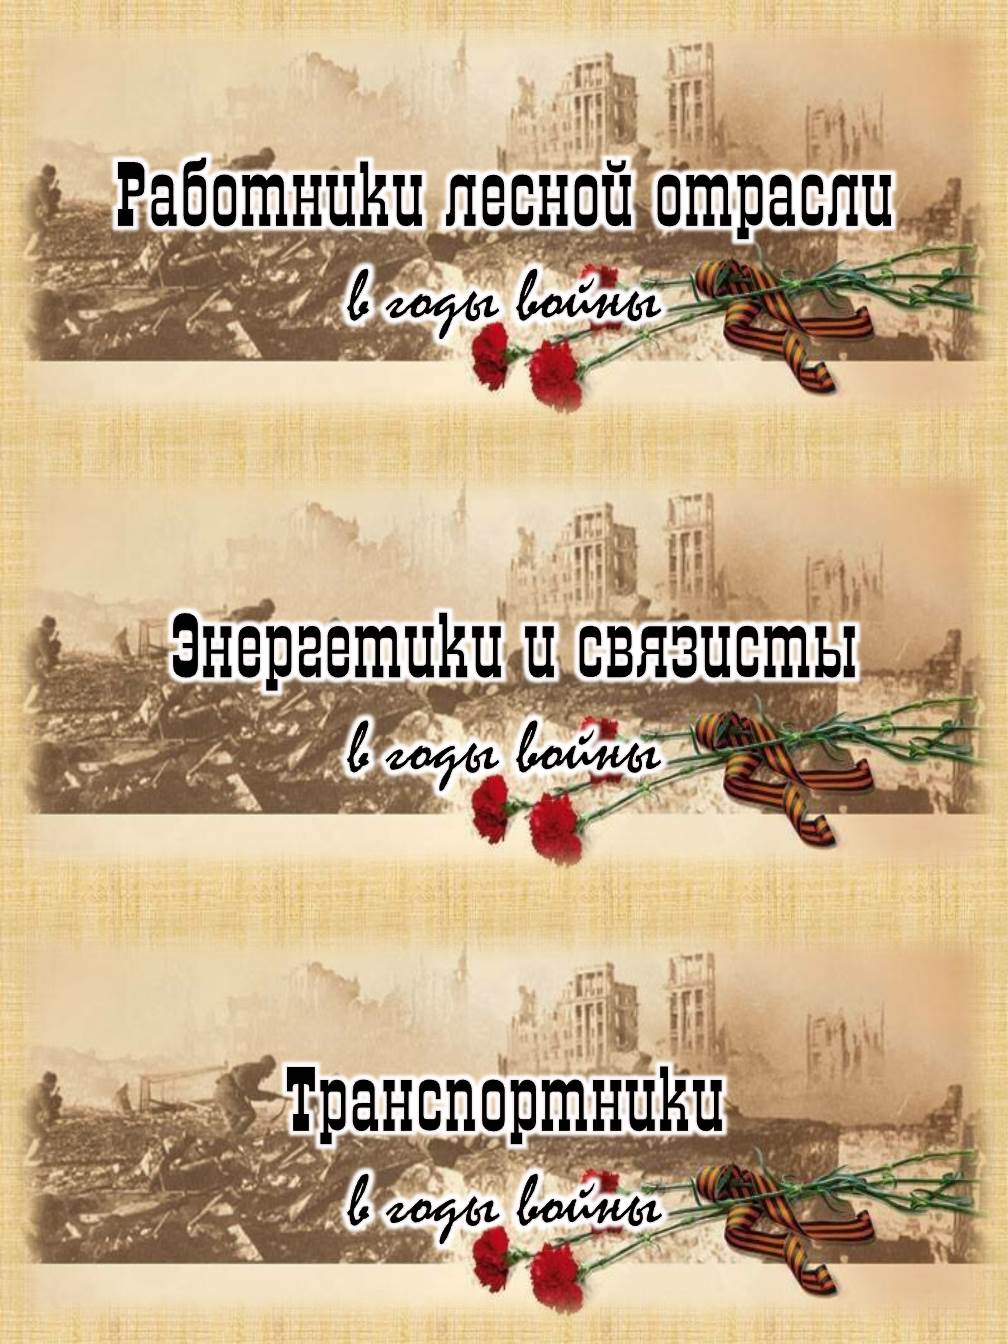 Работники лесной отрасли
в годы войны
Энергетики и связисты
в годы войны
Транспортники
в годы войны